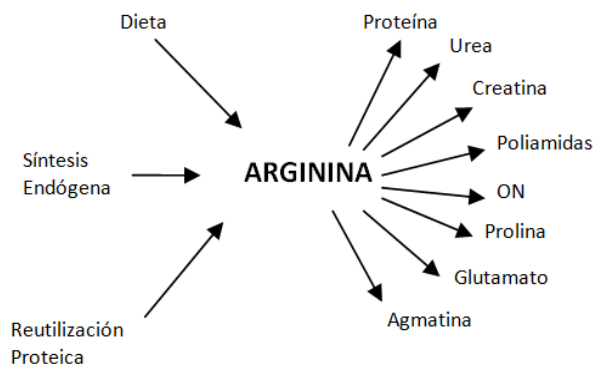 Dieta
Proteína
Urea
Creatina
Poliamidas
Síntesis
Endógena
ARGININA
ON
Prolina
Glutamato
Agmatina
Reutilización
Proteica